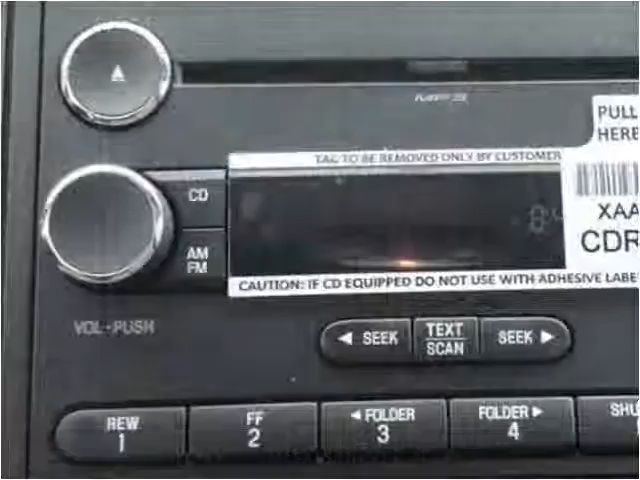 MP3
PULL
HERE
TAG TO BE REMOVED ONLY BY CUSTOMER
CD
XAA
CDR
AM
FM
CAUTION: IF CD EQUIPPED DO NOT USE WITH ADHESIVE LABE
VOL-PUSH
◄ SEEK
TEXT
SCAN
SEEK ►
REW
1
FF
2
◄ FOLDER
3
FOLDER ►
4
SHU